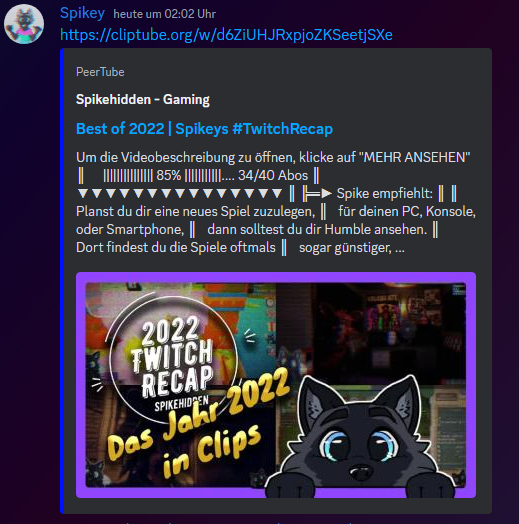 Spikey heute um 02:02 Uhr
https://cliptube.org/w/d6ZiUHJRxpjoZKSeetjSXe
PeerTube
Spikehidden - Gaming
Best of 2022 | Spikeys #TwitchRecap
Um die Videobeschreibung zu öffnen, klicke auf "MEHR ANSEHEN"
║ ||||||||||||||| 85% |||||||||||.... 34/40 Abos ║
▼▼▼▼▼▼▼▼▼▼▼▼▼▼▼ ║ ╠═► Spike empfiehlt: ║ ║
Planst du dir eine neues Spiel zuzulegen, ║ für deinen PC, Konsole,
oder Smartphone, ║ dann solltest du dir Humble ansehen. ║
Dort findest du die Spiele oftmals ║ sogar günstiger, ...
2022
TWITCH
RECAP
SPIKEHIDDEN
Das Jahr 2022
in Clips